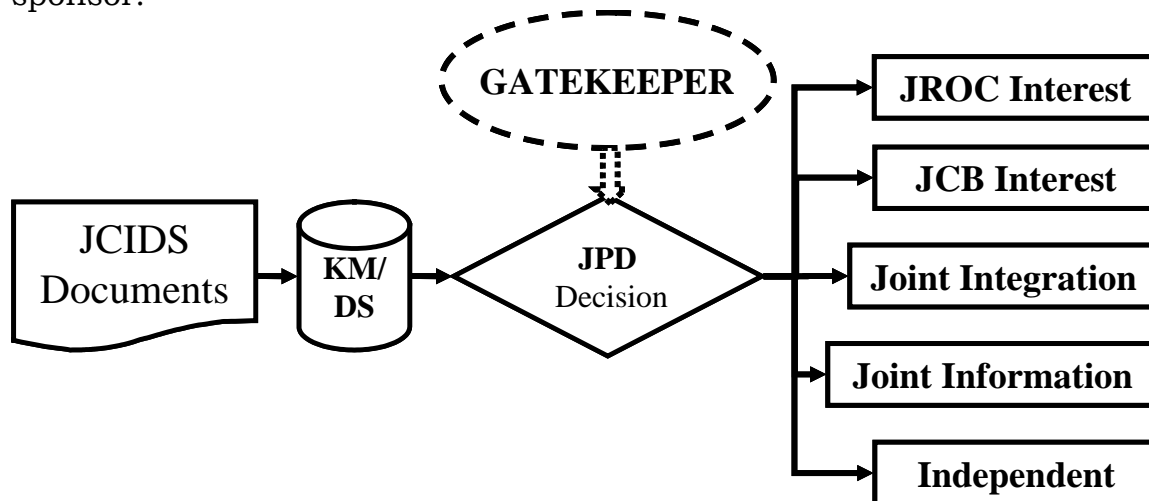 sponsor.
GATEKEEPER
JROC Interest
JCB Interest
JCIDS
Documents
KM/
DS
JPD
Decision
Joint Integration
Joint Information
Independent